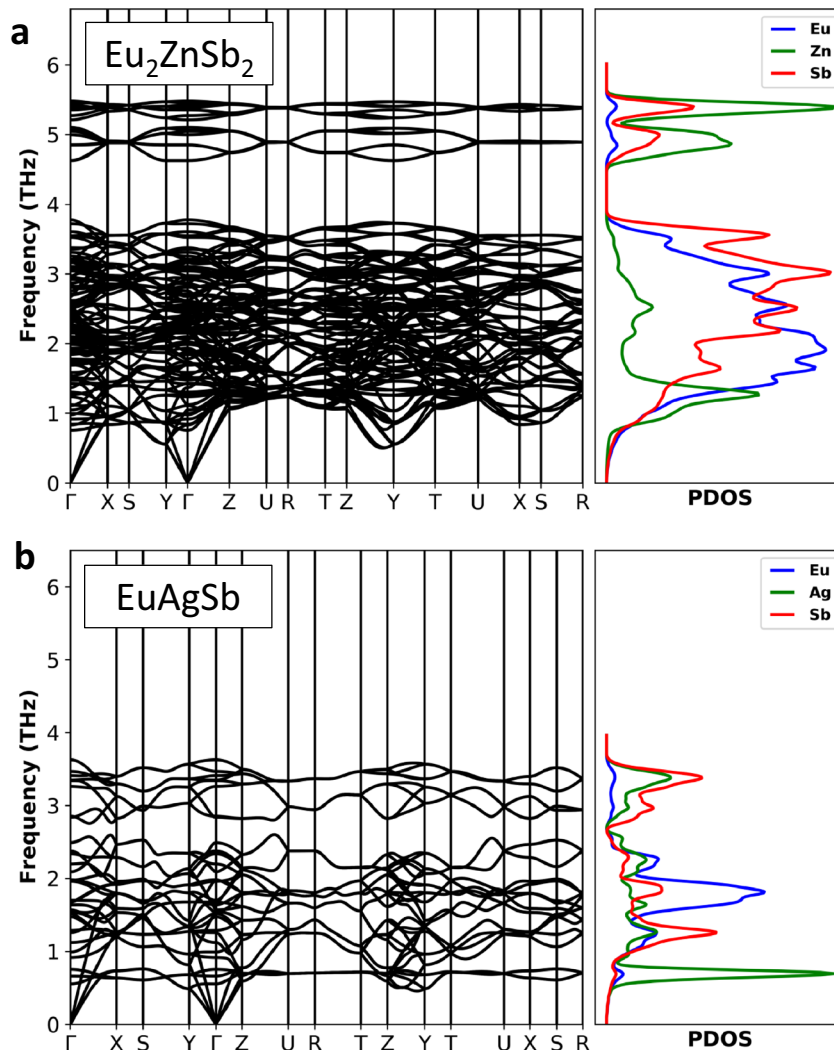 a
Eu₂ZnSb₂
Eu
Zn
Sb
Frequency (THz)
6
5
4
3
2
1
0
Γ X S Y Γ Z U R T Z Y T U X S R
PDOS
b
EuAgSb
Eu
Ag
Sb
Frequency (THz)
6
5
4
3
2
1
0
Γ X S Y Γ Z U R T Z Y T U X S R
PDOS